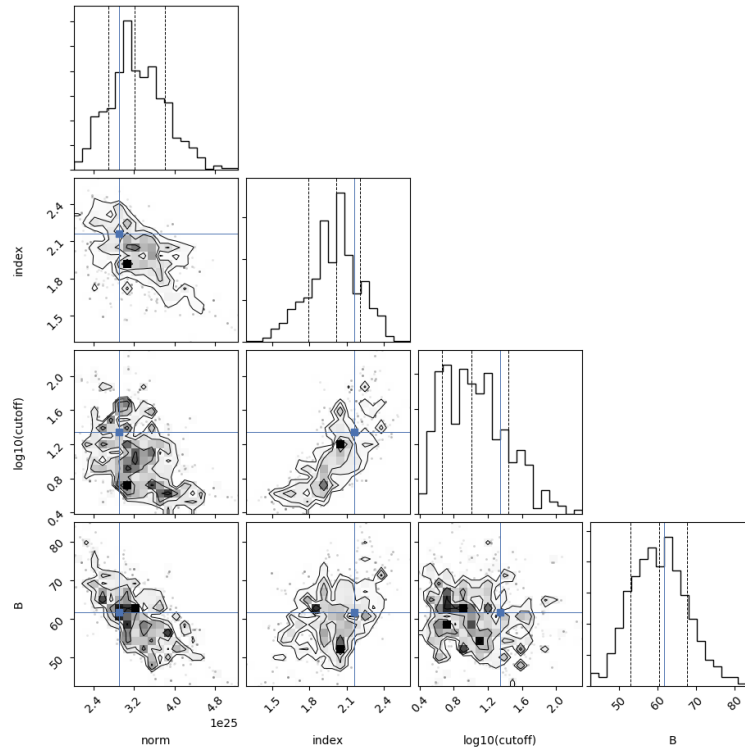 2.4
2.1
1.8
1.5
index
2.0
1.6
1.2
0.8
0.4
log10(cutoff)
80
70
60
50
B
2.4 3.2 4.0 4.8
1e25
norm
1.5 1.8 2.1 2.4
index
0.4 0.8 1.2 1.6 2.0
log10(cutoff)
50 60 70 80
B